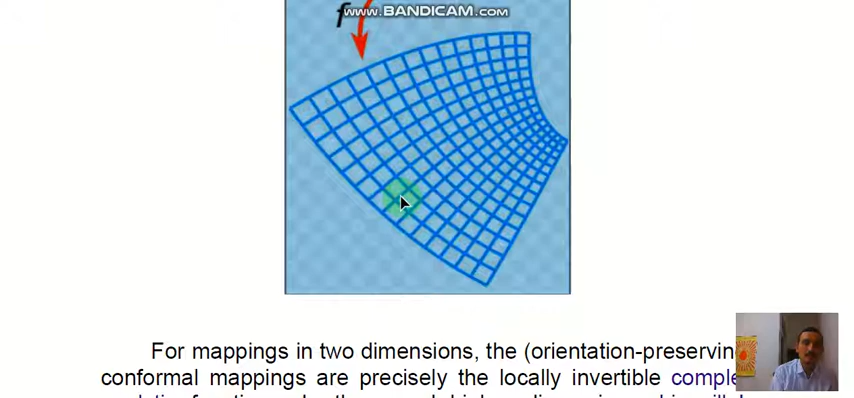 www.BANDICAM.com
f
For mappings in two dimensions, the (orientation-preservin
conformal mappings are precisely the locally invertible comple